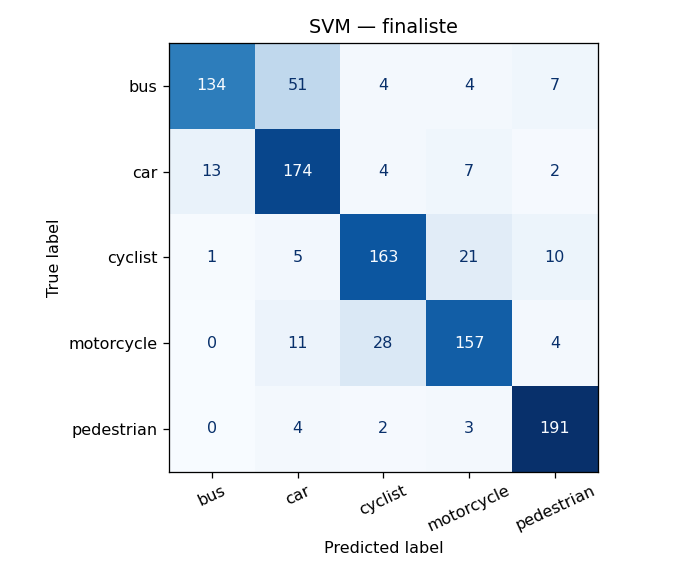 SVM — finaliste
bus 134 51 4 4 7
car 13 174 4 7 2
cyclist 1 5 163 21 10
motorcycle 0 11 28 157 4
pedestrian 0 4 2 3 191
bus car cyclist motorcycle pedestrian
Predicted label
True label